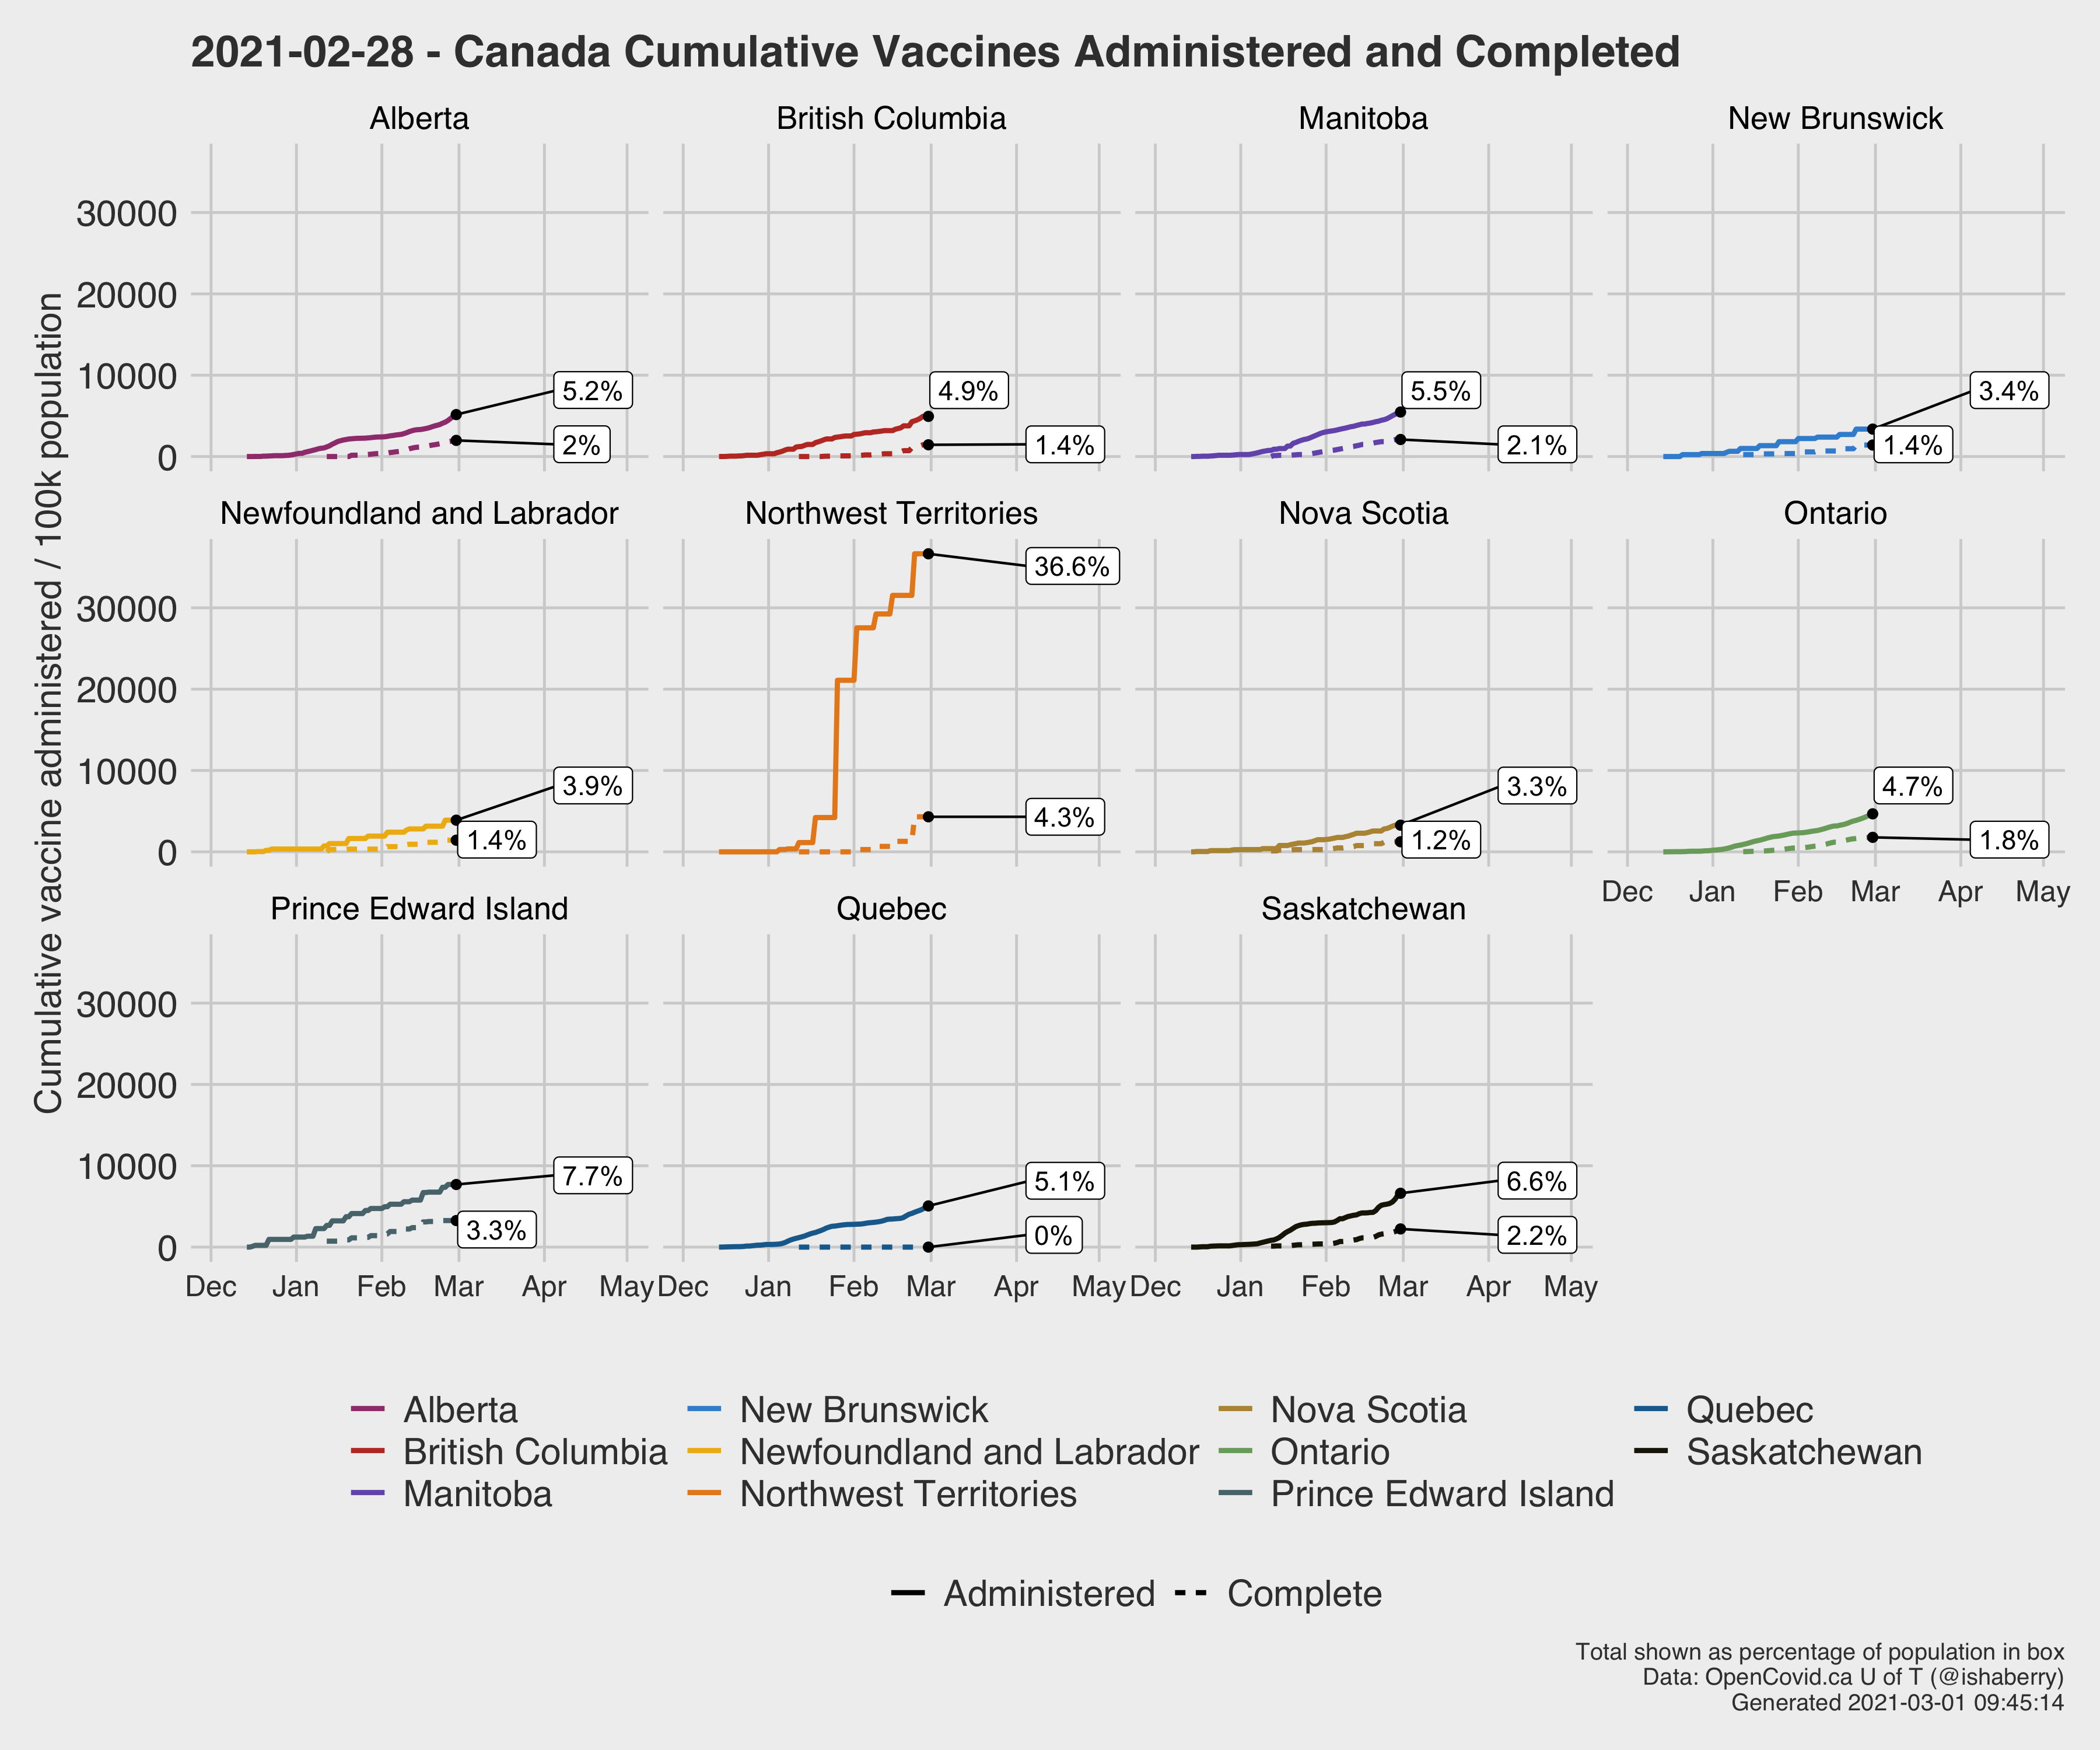 2021-02-28 - Canada Cumulative Vaccines Administered and Completed
Cumulative vaccine administered / 100k population
Alberta
British Columbia
Manitoba
New Brunswick
30000
20000
10000
0
5.2%
2%
4.9%
1.4%
5.5%
2.1%
3.4%
1.4%
Newfoundland and Labrador
Northwest Territories
Nova Scotia
Ontario
30000
20000
10000
0
3.9%
1.4%
36.6%
4.3%
3.3%
1.2%
4.7%
1.8%
Dec Jan Feb Mar Apr May
Prince Edward Island
Quebec
Saskatchewan
30000
20000
10000
0
7.7%
3.3%
5.1%
0%
6.6%
2.2%
Dec Jan Feb Mar Apr May
Dec Jan Feb Mar Apr May
Dec Jan Feb Mar Apr May
Alberta
British Columbia
Manitoba
New Brunswick
Newfoundland and Labrador
Northwest Territories
Nova Scotia
Ontario
Prince Edward Island
Quebec
Saskatchewan
Administered
Complete
Total shown as percentage of population in box
Data: OpenCovid.ca U of T (@ishaberry)
Generated 2021-03-01 09:45:14